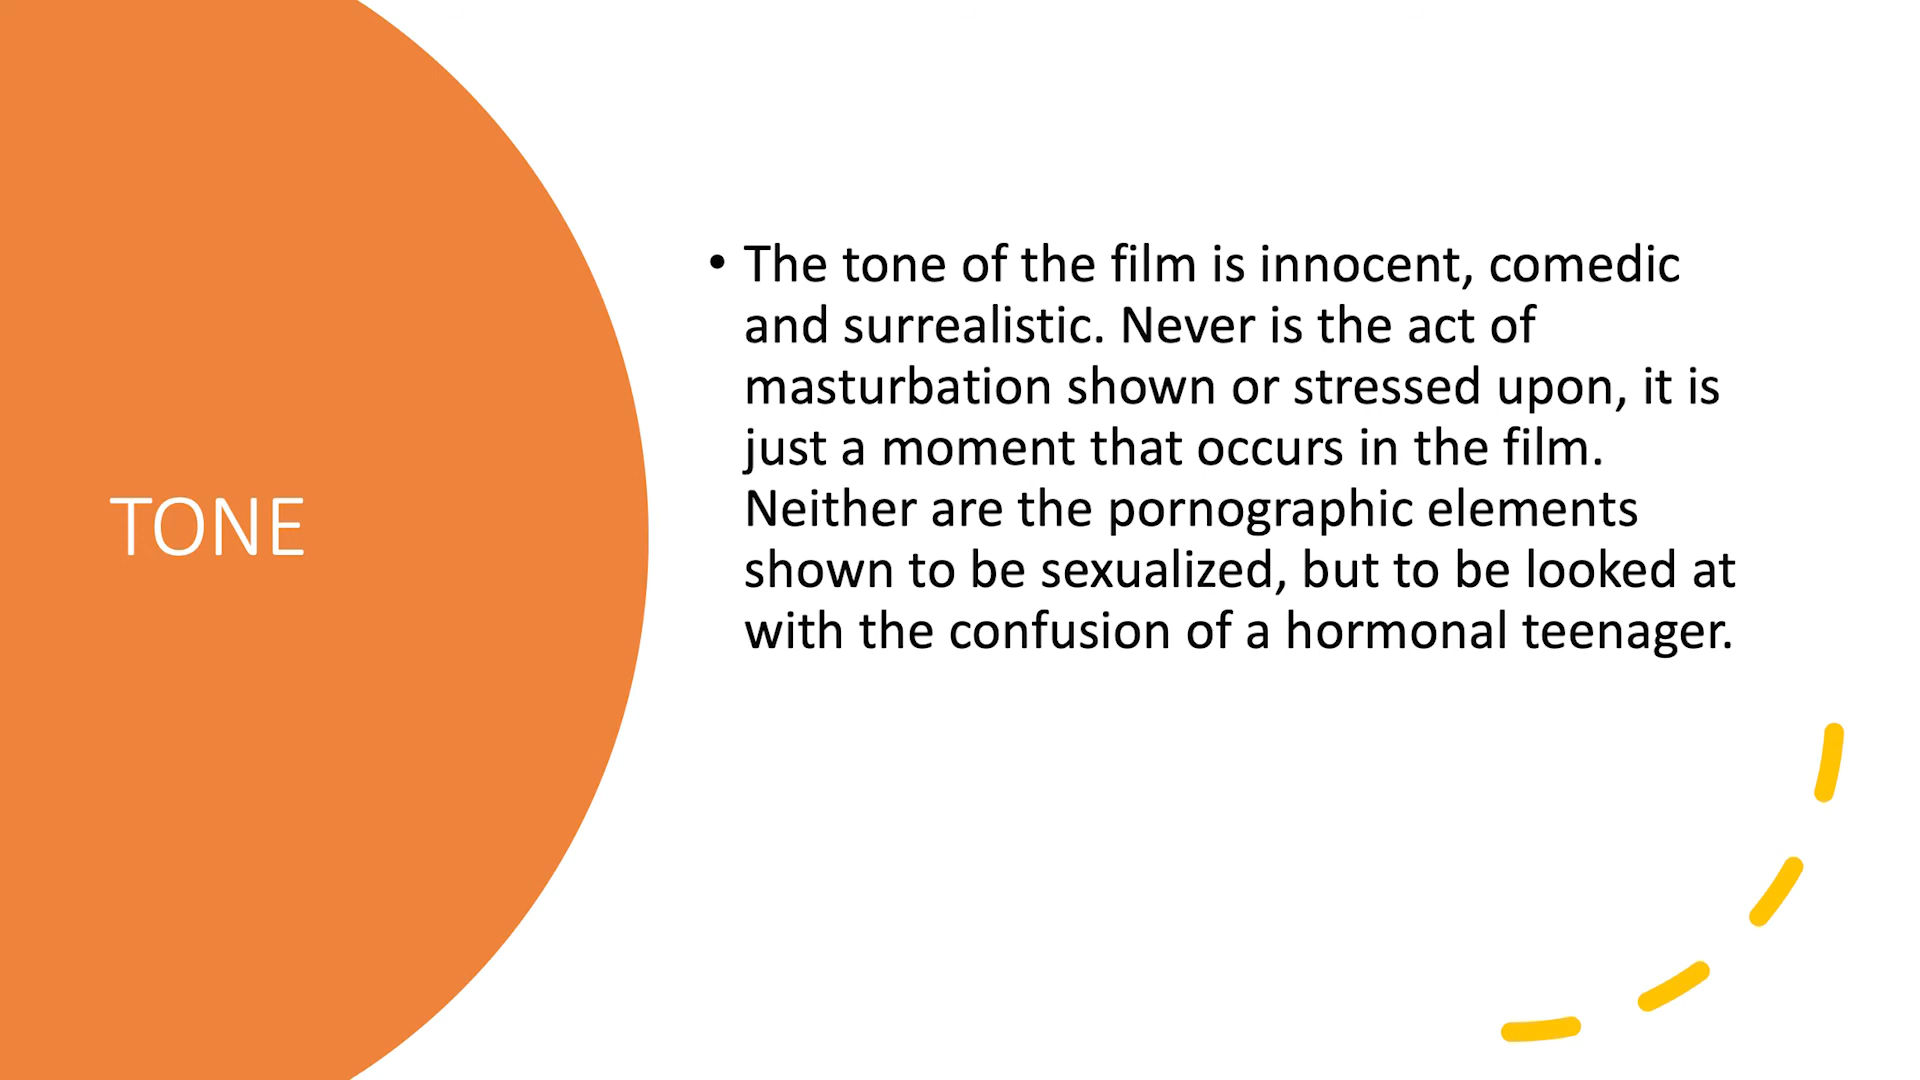 TONE
• The tone of the film is innocent, comedic
and surrealistic. Never is the act of
masturbation shown or stressed upon, it is
just a moment that occurs in the film.
Neither are the pornographic elements
shown to be sexualized, but to be looked at
with the confusion of a hormonal teenager.